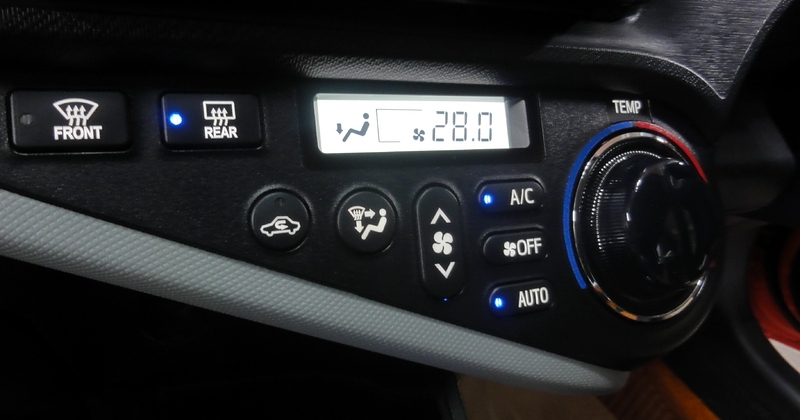 TEMP
FRONT
REAR
28.0
A/C
OFF
AUTO